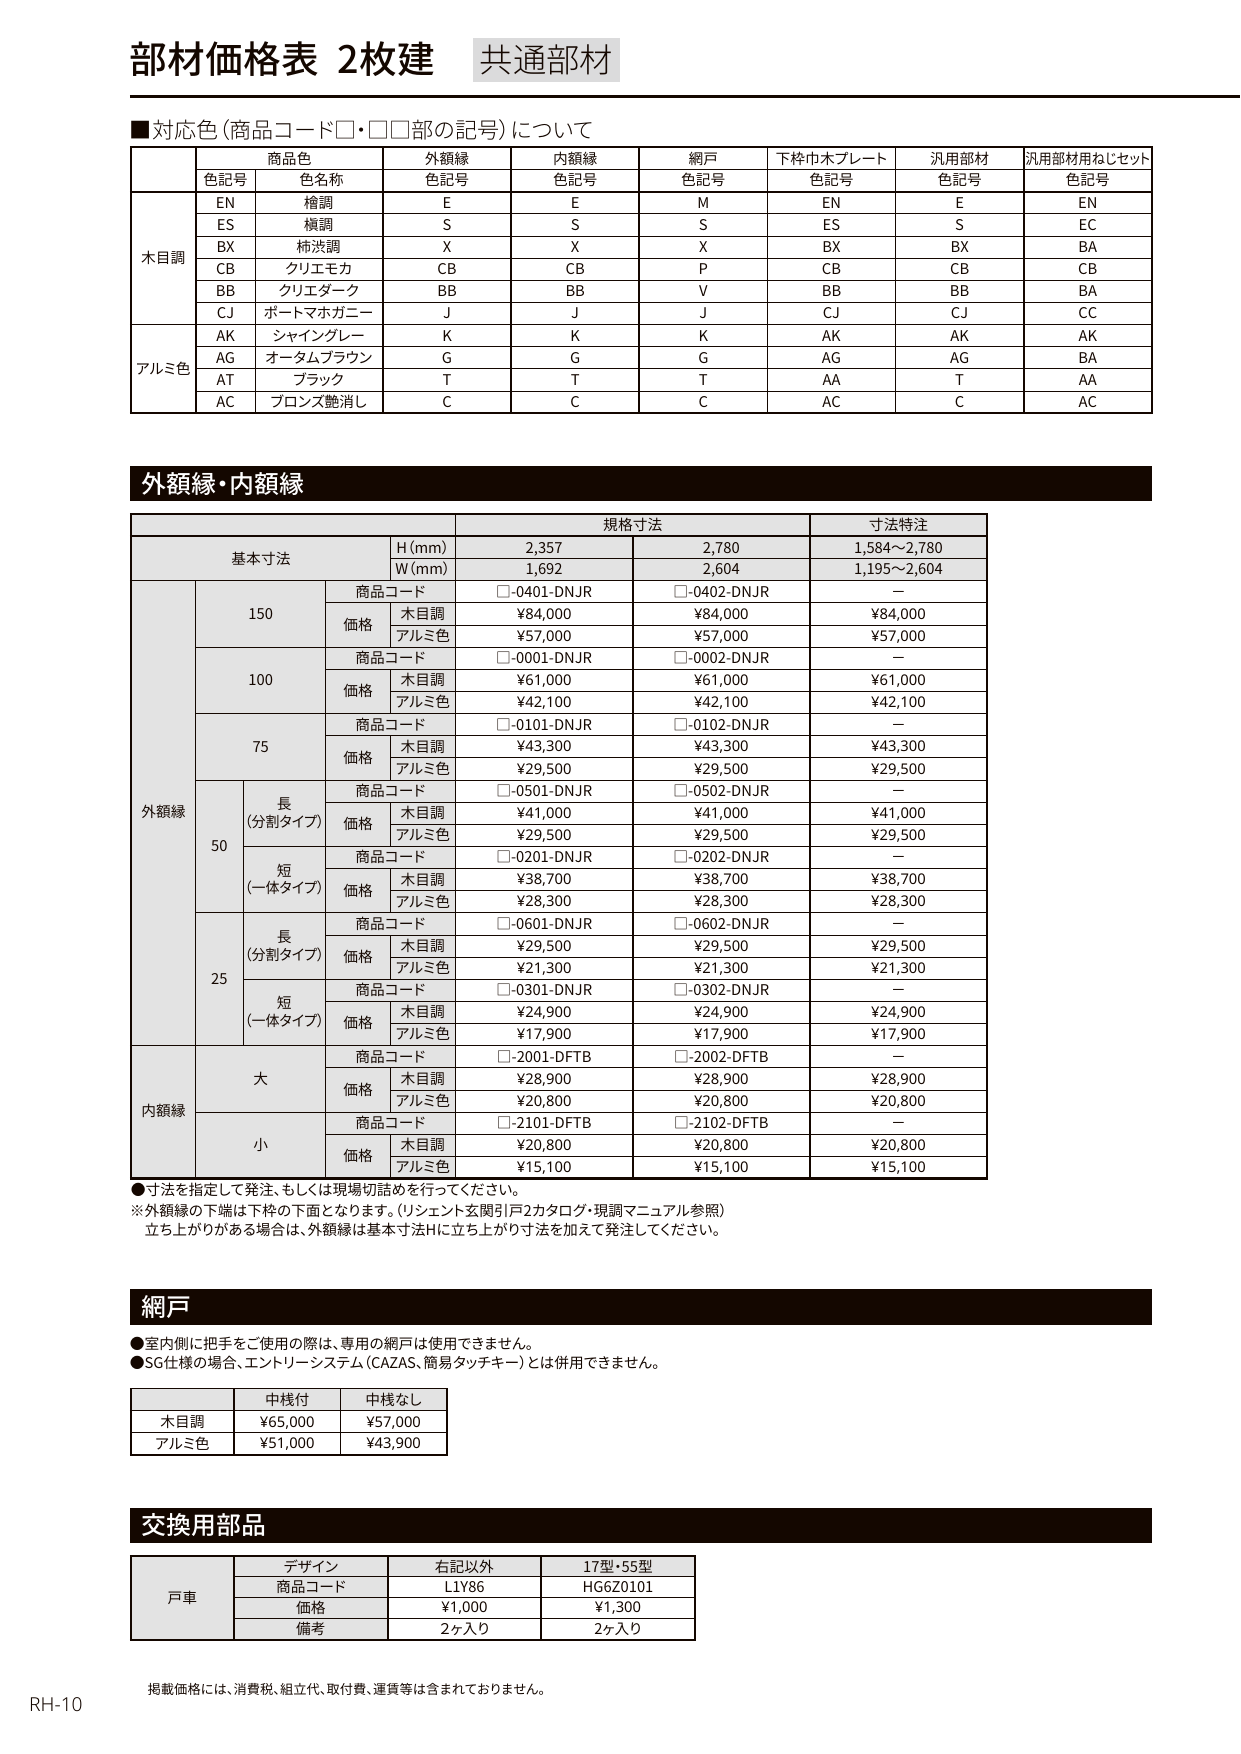 部材価格表 2枚建 共通部材
■対応色（商品コード□・□□部の記号）について
商品色 外額縁 内額縁 網戸 下枠巾木プレート 汎用部材 汎用部材用ねじセット
色記号 色名称 色記号 色記号 色記号 色記号 色記号 色記号
木目調
EN 檜調 E E M EN E EN
ES 槇調 S S S ES S EC
BX 柿渋調 X X X BX BX BA
CB クリエモカ CB CB P CB CB CB
BB クリエダーク BB BB V BB BB BA
CJ ポートマホガニー J J J CJ CJ CC
アルミ色
AK シャイングレー K K K AK AK AK
AG オータムブラウン G G G AG AG BA
AT ブラック T T T AA T AA
AC ブロンズ艶消し C C C AC C AC
外額縁・内額縁
規格寸法 寸法特注
基本寸法 H（mm） 2,357 2,780 1,584〜2,780
W（mm） 1,692 2,604 1,195〜2,604
外額縁
150 商品コード □-0401-DNJR □-0402-DNJR －
価格 木目調 ¥84,000 ¥84,000 ¥84,000
アルミ色 ¥57,000 ¥57,000 ¥57,000
100 商品コード □-0001-DNJR □-0002-DNJR －
価格 木目調 ¥61,000 ¥61,000 ¥61,000
アルミ色 ¥42,100 ¥42,100 ¥42,100
75 商品コード □-0101-DNJR □-0102-DNJR －
価格 木目調 ¥43,300 ¥43,300 ¥43,300
アルミ色 ¥29,500 ¥29,500 ¥29,500
50 長（分割タイプ） 商品コード □-0501-DNJR □-0502-DNJR －
価格 木目調 ¥41,000 ¥41,000 ¥41,000
アルミ色 ¥29,500 ¥29,500 ¥29,500
短（一体タイプ） 商品コード □-0201-DNJR □-0202-DNJR －
価格 木目調 ¥38,700 ¥38,700 ¥38,700
アルミ色 ¥28,300 ¥28,300 ¥28,300
25 長（分割タイプ） 商品コード □-0601-DNJR □-0602-DNJR －
価格 木目調 ¥29,500 ¥29,500 ¥29,500
アルミ色 ¥21,300 ¥21,300 ¥21,300
短（一体タイプ） 商品コード □-0301-DNJR □-0302-DNJR －
価格 木目調 ¥24,900 ¥24,900 ¥24,900
アルミ色 ¥17,900 ¥17,900 ¥17,900
内額縁
大 商品コード □-2001-DFTB □-2002-DFTB －
価格 木目調 ¥28,900 ¥28,900 ¥28,900
アルミ色 ¥20,800 ¥20,800 ¥20,800
小 商品コード □-2101-DFTB □-2102-DFTB －
価格 木目調 ¥20,800 ¥20,800 ¥20,800
アルミ色 ¥15,100 ¥15,100 ¥15,100
●寸法を指定して発注、もしくは現場切詰めを行ってください。
※外額縁の下端は下枠の下面となります。（リシェント玄関引戸2カタログ・現調マニュアル参照）
立ち上がりがある場合は、外額縁は基本寸法Hに立ち上がり寸法を加えて発注してください。
網戸
●室内側に把手をご使用の際は、専用の網戸は使用できません。
●SG仕様の場合、エントリーシステム（CAZAS、簡易タッチキー）とは併用できません。
中桟付 中桟なし
木目調 ¥65,000 ¥57,000
アルミ色 ¥51,000 ¥43,900
交換用部品
戸車
デザイン 右記以外 17型・55型
商品コード L1Y86 HG6Z0101
価格 ¥1,000 ¥1,300
備考 2ヶ入り 2ヶ入り
掲載価格には、消費税、組立代、取付費、運賃等は含まれておりません。
RH-10